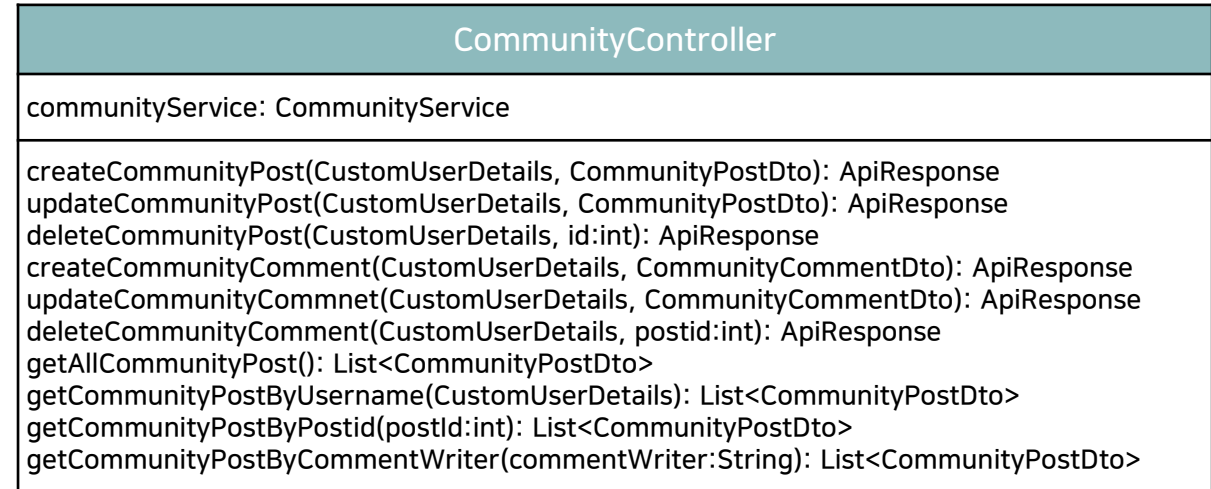 CommunityController
communityService: CommunityService
createCommunityPost(CustomUserDetails, CommunityPostDto): ApiResponse
updateCommunityPost(CustomUserDetails, CommunityPostDto): ApiResponse
deleteCommunityPost(CustomUserDetails, id:int): ApiResponse
createCommunityComment(CustomUserDetails, CommunityCommentDto): ApiResponse
updateCommunityCommnet(CustomUserDetails, CommunityCommentDto): ApiResponse
deleteCommunityComment(CustomUserDetails, postid:int): ApiResponse
getAllCommunityPost(): List<CommunityPostDto>
getCommunityPostByUsername(CustomUserDetails): List<CommunityPostDto>
getCommunityPostByPostid(postId:int): List<CommunityPostDto>
getCommunityPostByCommentWriter(commentWriter:String): List<CommunityPostDto>